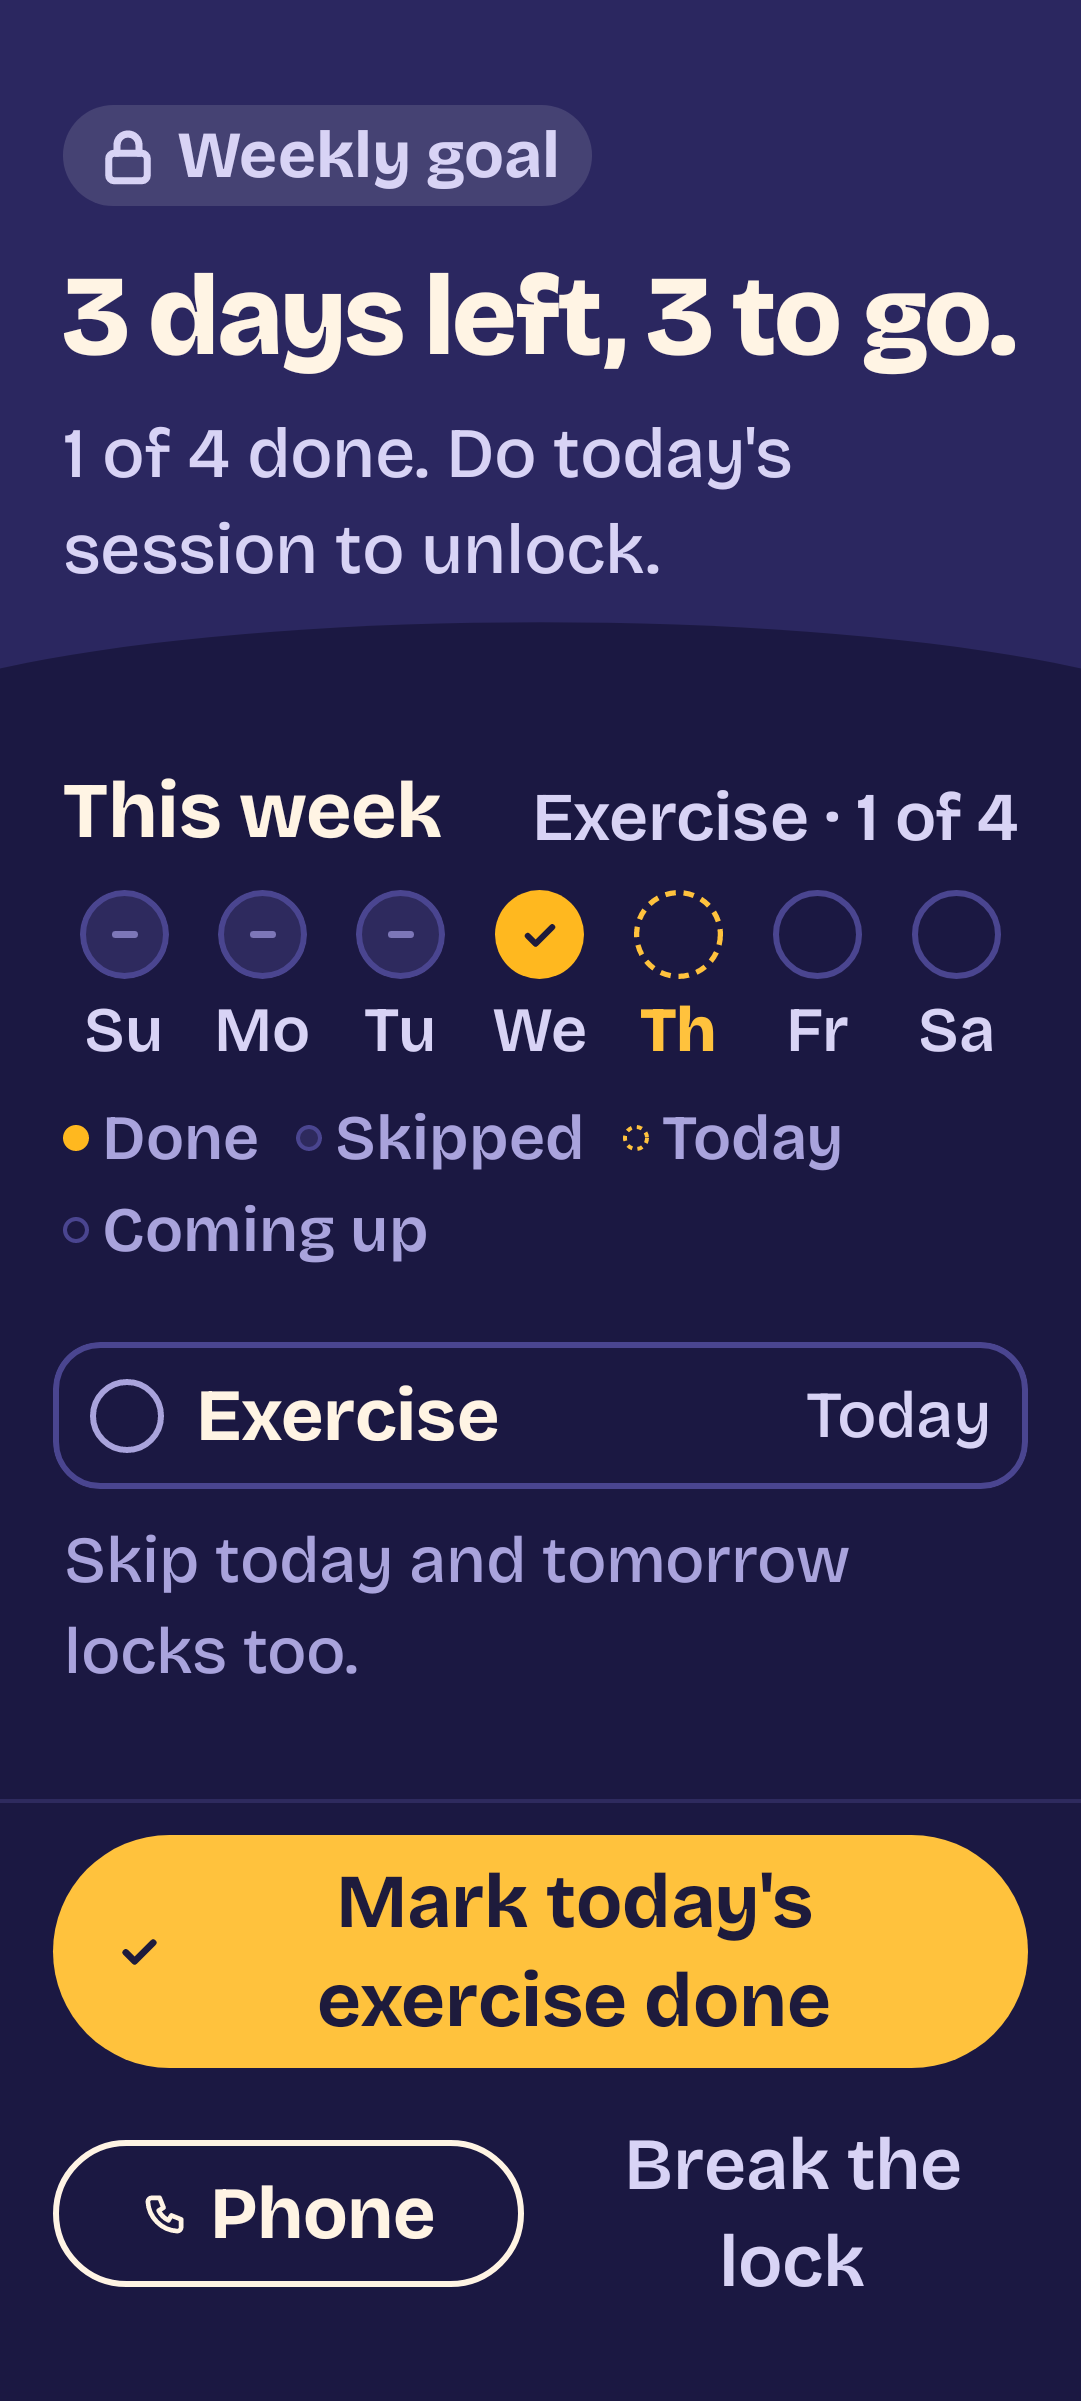 Weekly goal
3 days left, 3 to go.
1 of 4 done. Do today's
session to unlock.
This week
Exercise · 1 of 4
Su Mo Tu We Th Fr Sa
Done Skipped Today
Coming up
Exercise
Today
Skip today and tomorrow
locks too.
Mark today's
exercise done
Phone
Break the
lock